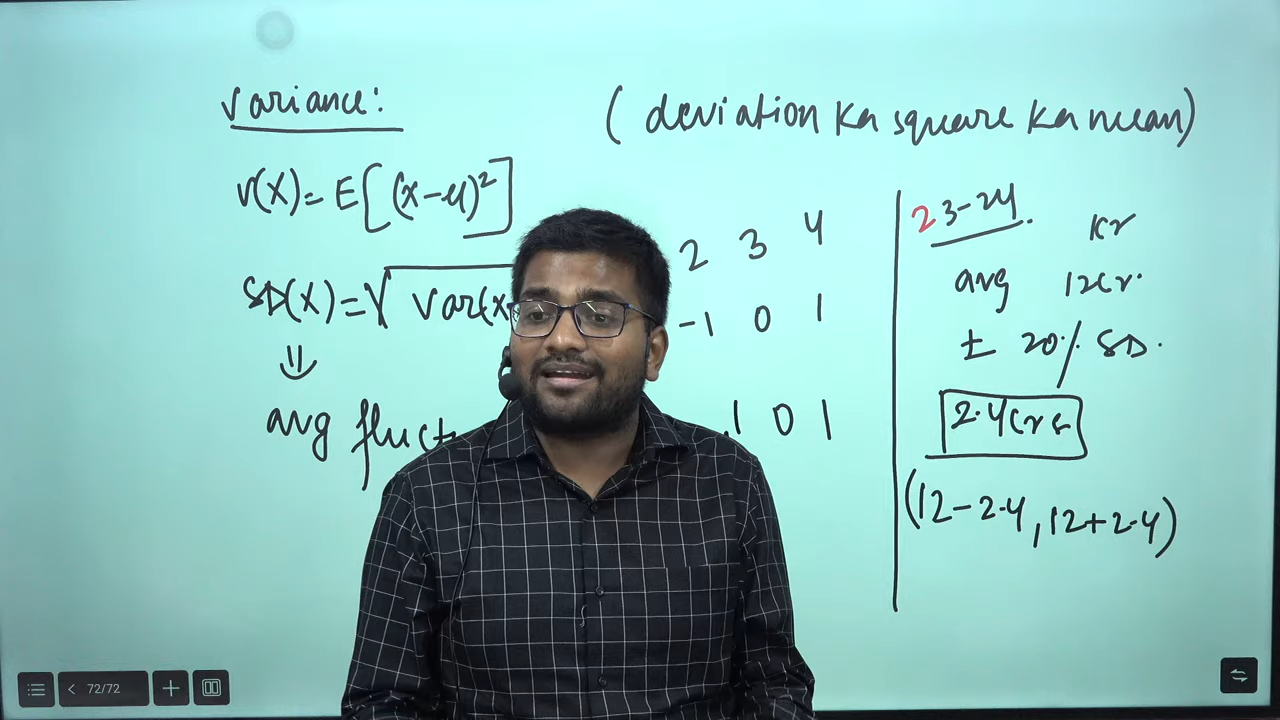 Variance:
(deviation ka square ka mean)
V(X) = E[(x-μ)²]
SD(X) = √Var(x
⇓
avg fluct
2 3 4
-1 0 1
1 0 1
23-24
Kr
avg 12Cr.
± 20% SD.
2.4Crs
(12-2.4, 12+2.4)
72/72